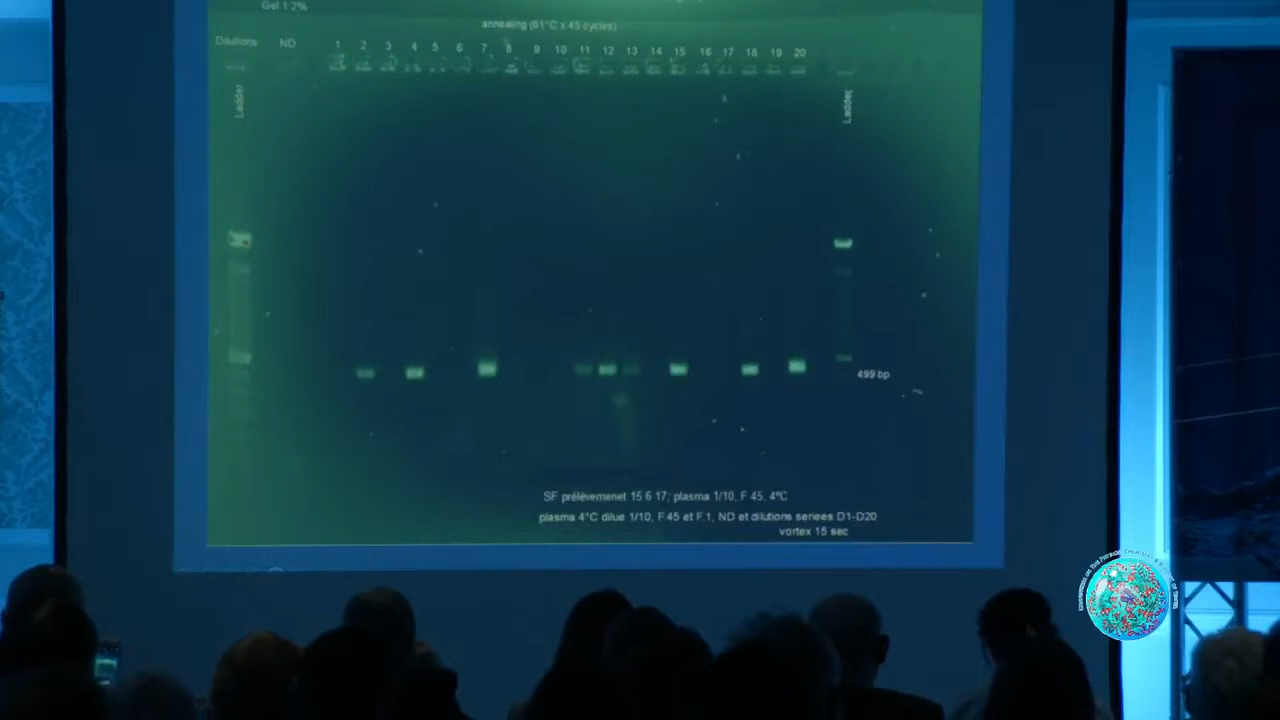 Gel 1.2%
annealing (61°C x 45 cycles)
Dilutions ND 1 2 3 4 5 6 7 8 9 10 11 12 13 14 15 16 17 18 19 20
Ladder
Ladder
499 bp
SF prélèvemenet 15 6 17; plasma 1/10, F 45, 4°C
plasma 4°C dilue 1/10, F.45 et F.1, ND et dilutions seriees D1-D20
vortex 15 sec